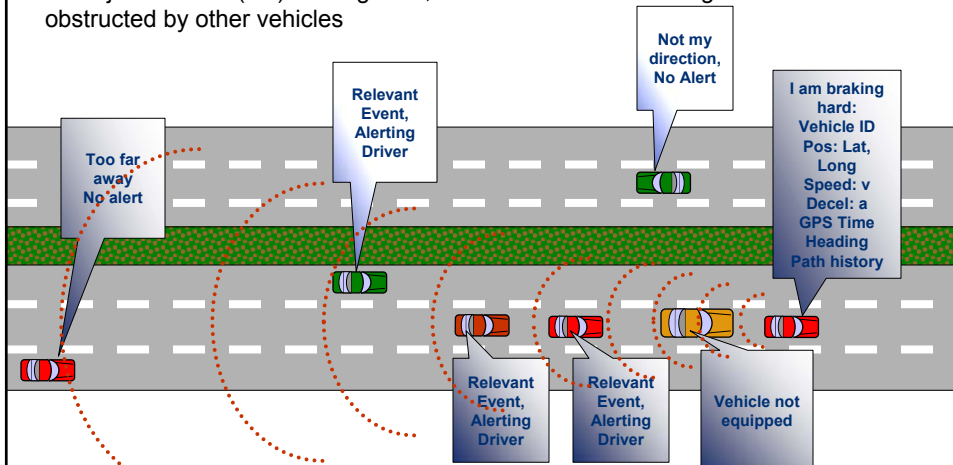 obstructed by other vehicles
Not my
direction,
No Alert
I am braking
hard:
Vehicle ID
Pos: Lat,
Long
Speed: v
Decel: a
GPS Time
Heading
Path history
Relevant
Event,
Alerting
Driver
Too far
away
No alert
Relevant
Event,
Alerting
Driver
Relevant
Event,
Alerting
Driver
Vehicle not
equipped